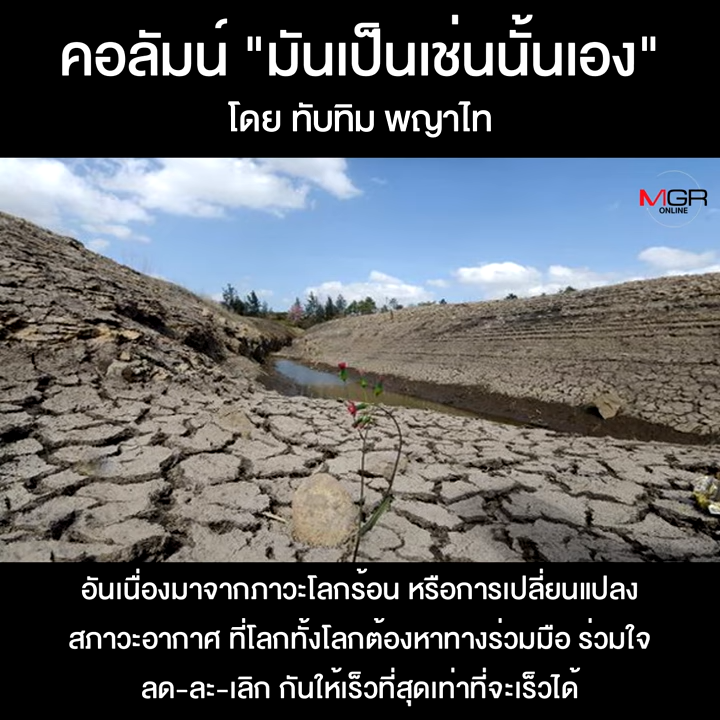 คอลัมน์ "มันเป็นเช่นนั้นเอง"
โดย ทับทิม พญาไท
MGR
ONLINE
อันเนื่องมาจากภาวะโลกร้อน หรือการเปลี่ยนแปลง
สภาวะอากาศ ที่โลกทั้งโลกต้องหาทางร่วมมือ ร่วมใจ
ลด-ละ-เลิก กันให้เร็วที่สุดเท่าที่จะเร็วได้